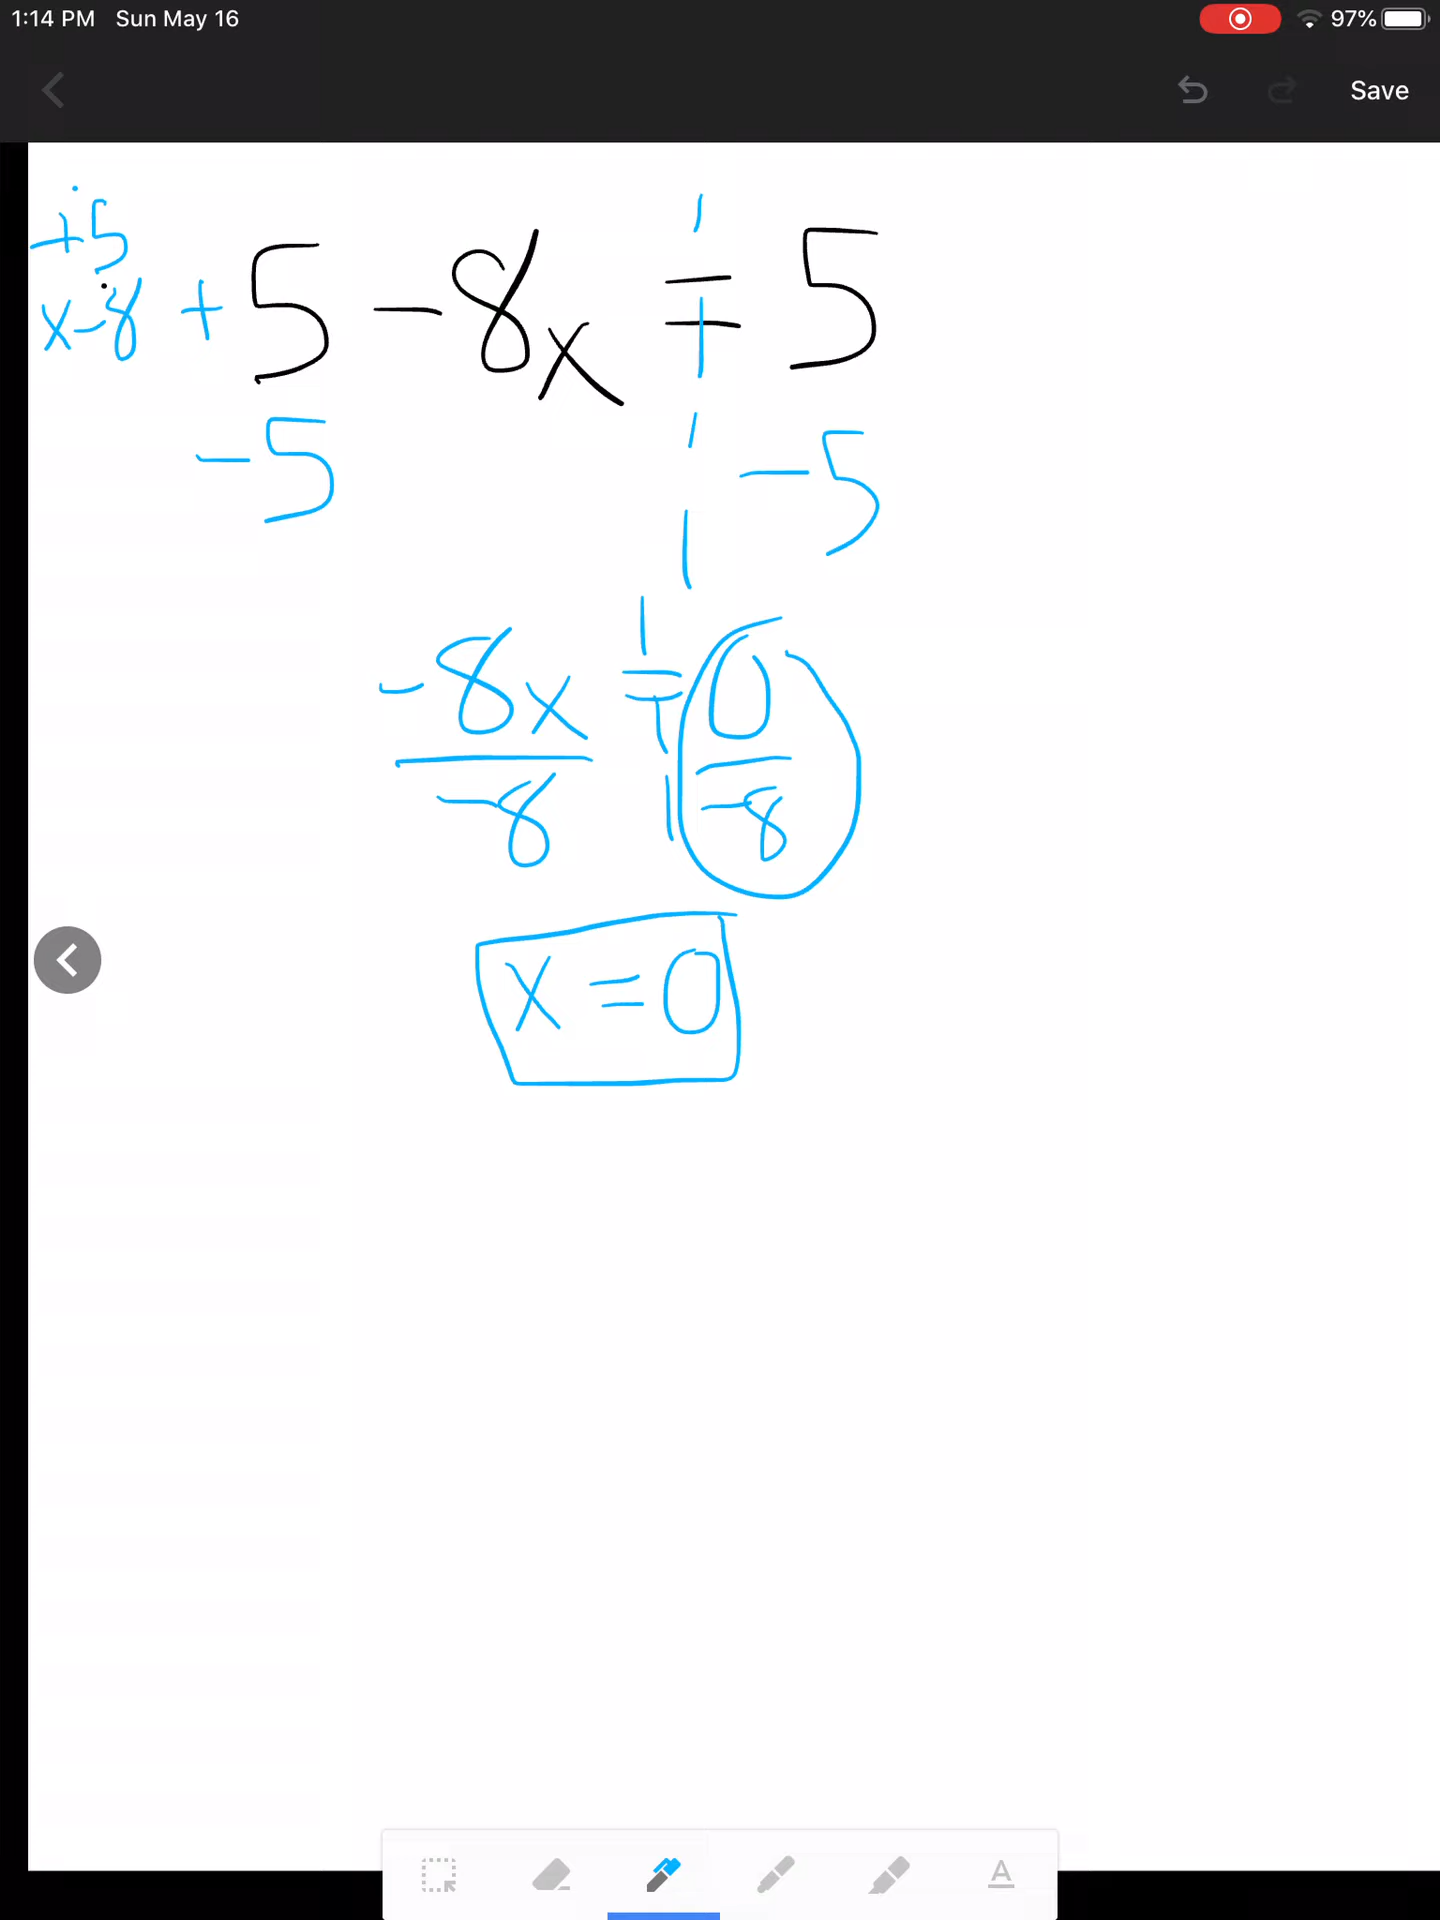 1:14 PM Sun May 16 97%
Save
+5
x-8 +5 -8x = 5
-5 -5
-8x = 0
-8 -8
x = 0
A